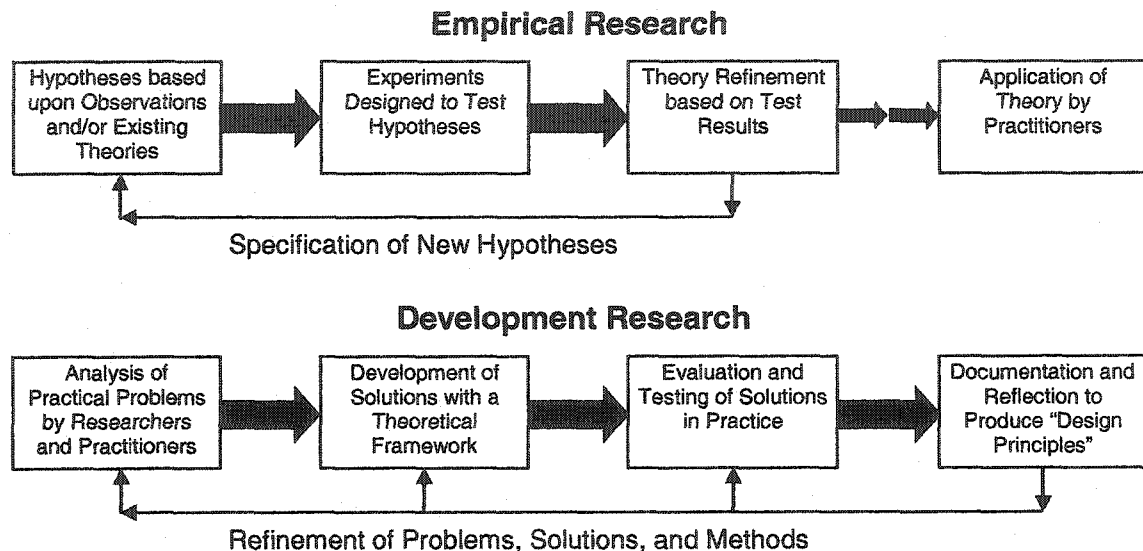 Empirical Research
Hypotheses based
upon Observations
and/or Existing
Theories
Experiments
Designed to Test
Hypotheses
Theory Refinement
based on Test
Results
Application of
Theory by
Practitioners
Specification of New Hypotheses
Development Research
Analysis of
Practical Problems
by Researchers
and Practitioners
Development of
Solutions with a
Theoretical
Framework
Evaluation and
Testing of Solutions
in Practice
Documentation and
Reflection to
Produce “Design
Principles”
Refinement of Problems, Solutions, and Methods